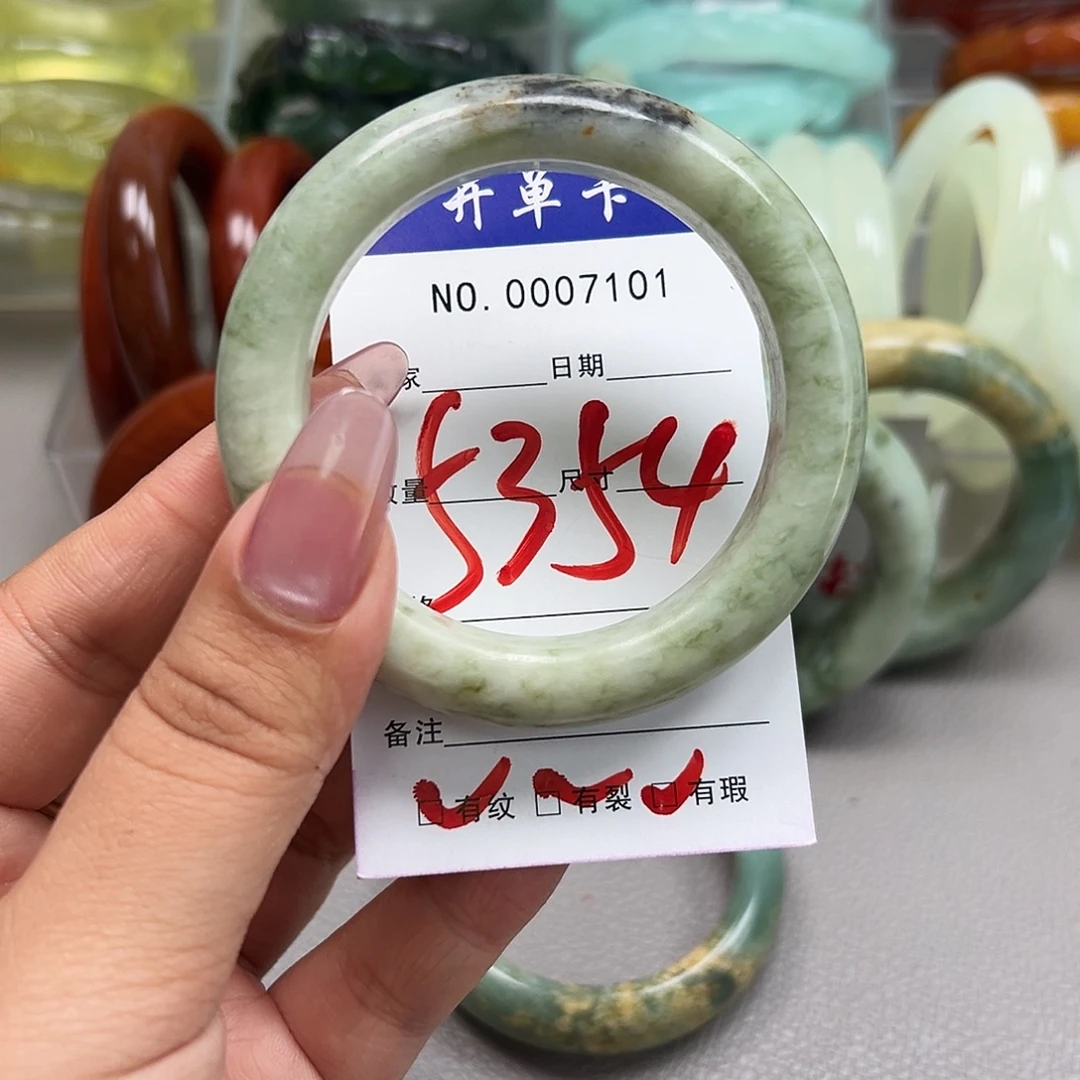 开单卡
NO. 0007101
家 日期
数量 尺寸
5354
备注
有纹 有裂 有瑕